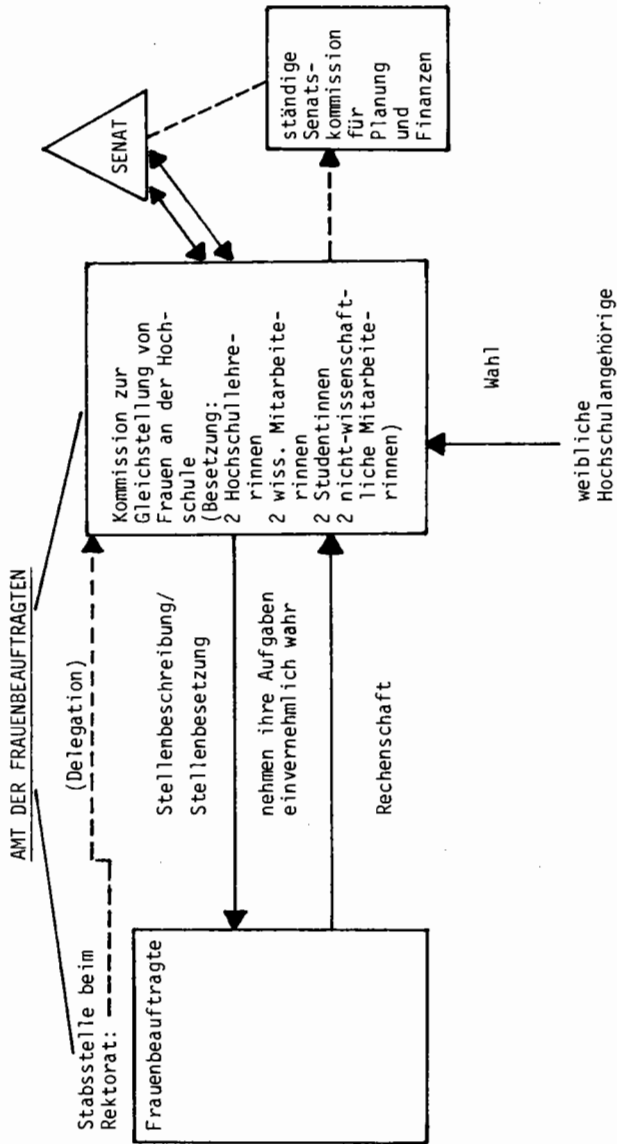 AMT DER FRAUENBEAUFTRAGTEN
Stabsstelle beim
Rektorat:
(Delegation)
Frauenbeauftragte
Stellenbeschreibung/
Stellenbesetzung
nehmen ihre Aufgaben
einvernehmlich wahr
Rechenschaft
Kommission zur
Gleichstellung von
Frauen an der Hoch-
schule
(Besetzung:
2 Hochschullehre-
rinnen
2 wiss. Mitarbeite-
rinnen
2 Studentinnen
2 nicht-wissenschaft-
liche Mitarbeite-
rinnen)
Wahl
weibliche
Hochschulangehörige
SENAT
ständige
Senats-
kommission
für
Planung
und
Finanzen